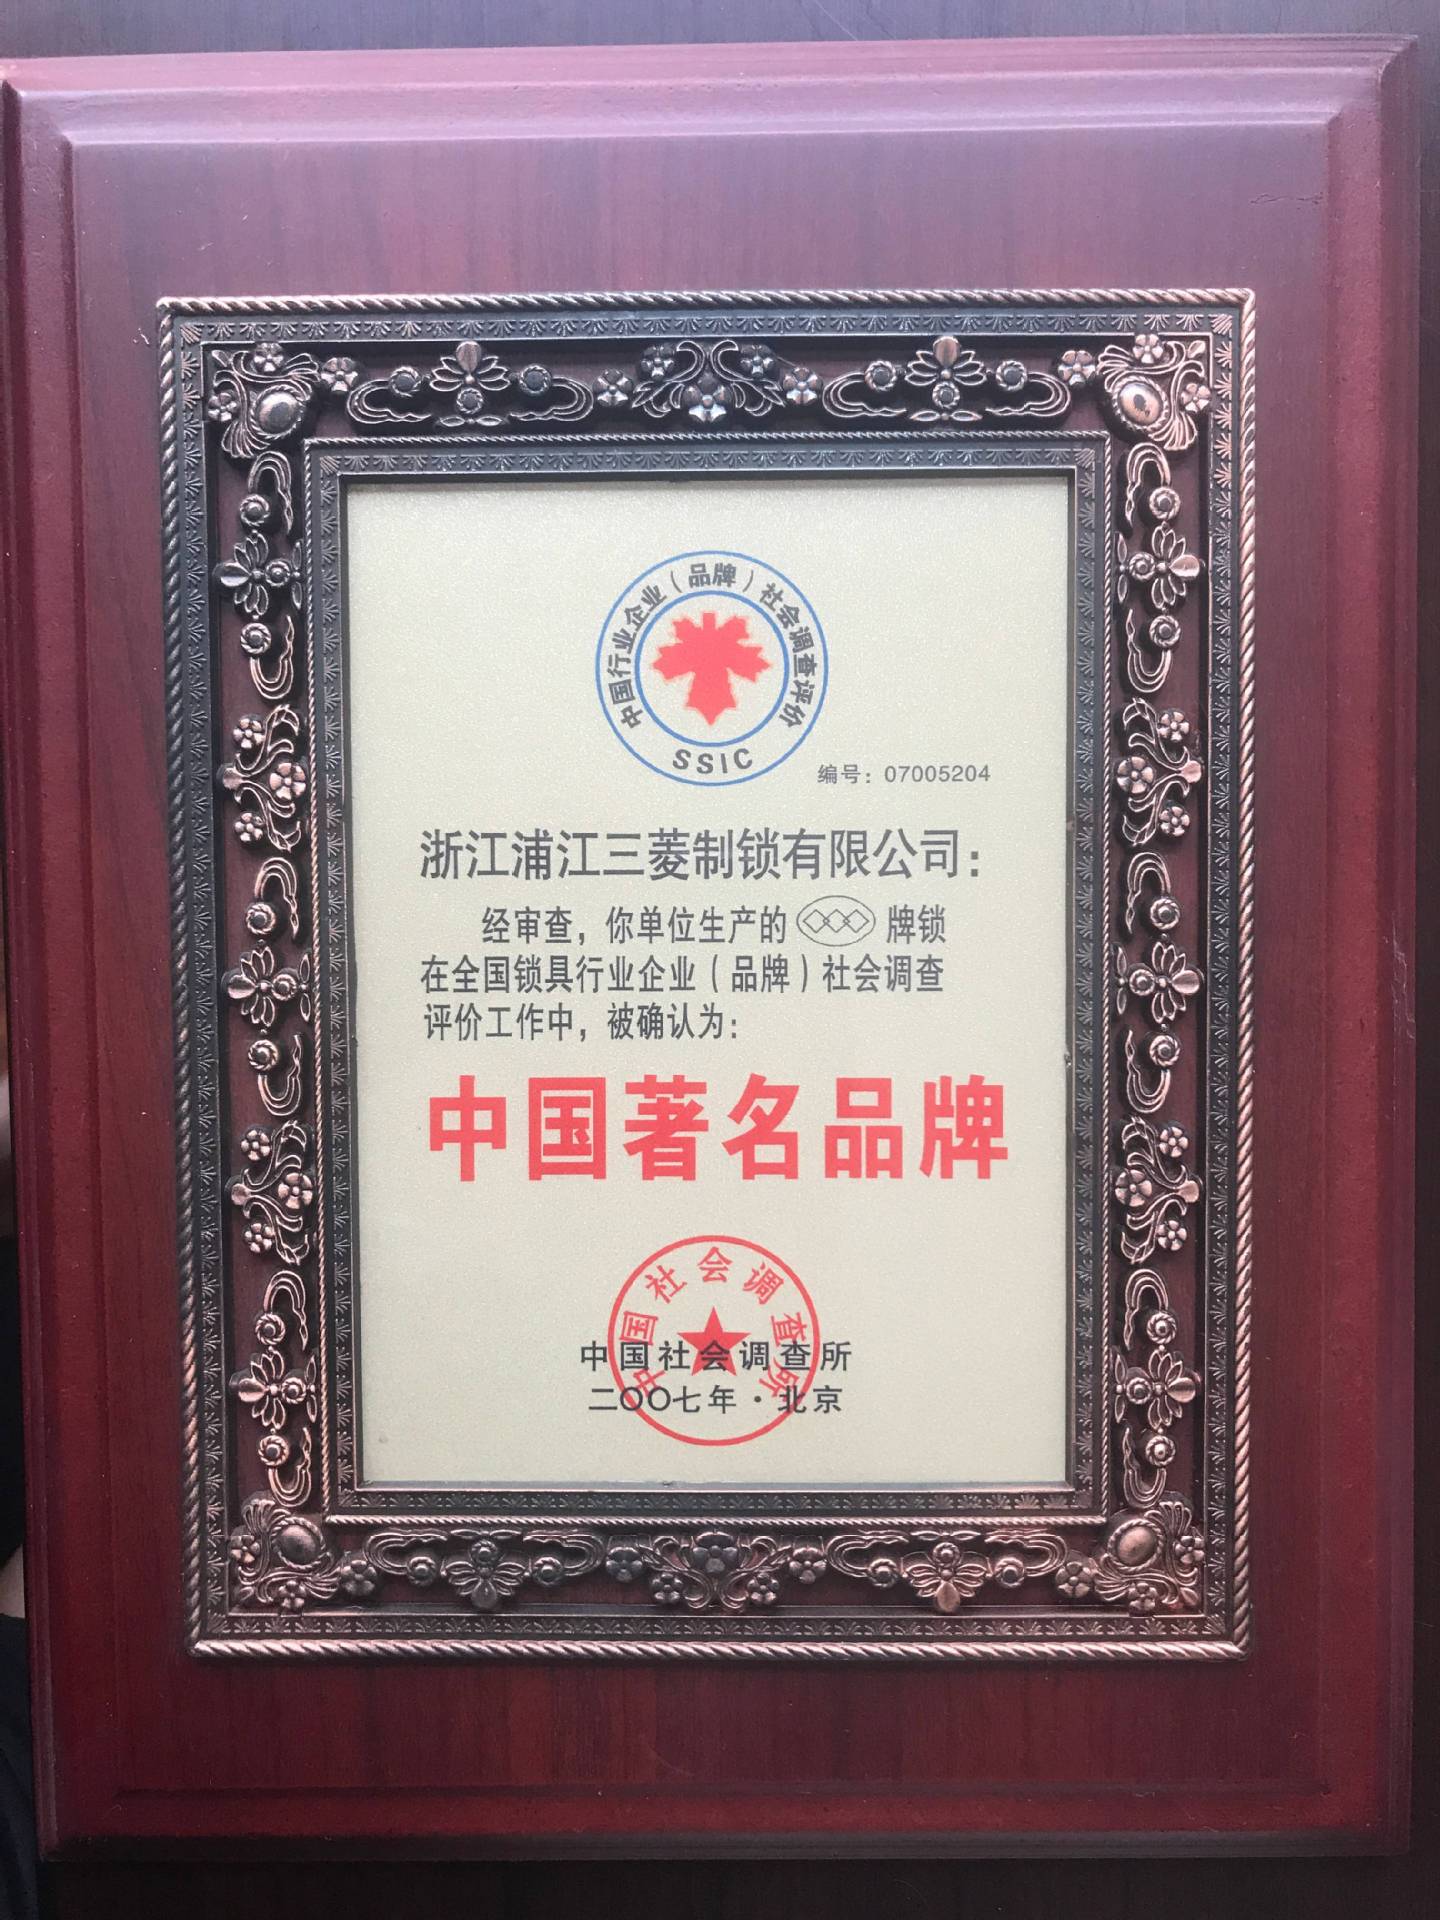 中国行业企业（品牌）社会调查评价
SSIC
编号：07005204
浙江浦江三菱制锁有限公司：
经审查，你单位生产的 牌锁
在全国锁具行业企业（品牌）社会调查
评价工作中，被确认为：
中国著名品牌
中国社会调查所
中国社会调查所
二〇〇七年·北京